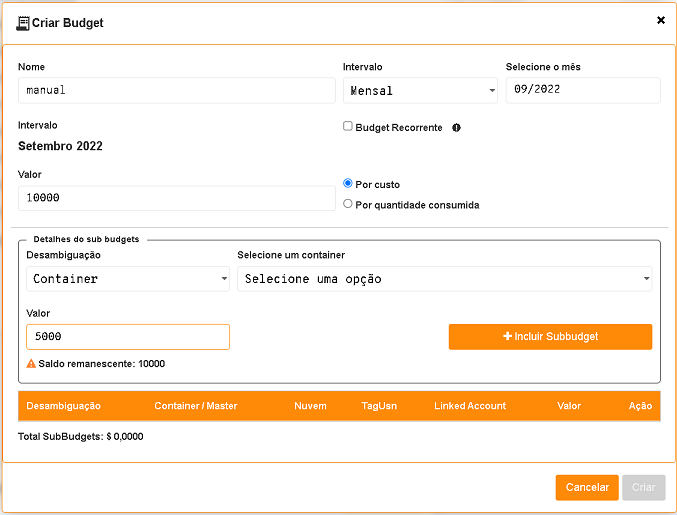 Criar Budget
Nome
Intervalo
Selecione o mês
manual
Mensal
09/2022
Intervalo
Budget Recorrente
Setembro 2022
Valor
10000
Por custo
Por quantidade consumida
Detalhes do sub budgets
Desambiguação
Selecione um container
Container
Selecione uma opção
Valor
5000
Incluir Subbudget
Saldo remanescente: 10000
Desambiguação Container / Master Nuvem TagUsn Linked Account Valor Ação
Total SubBudgets: $ 0,0000
Cancelar
Criar